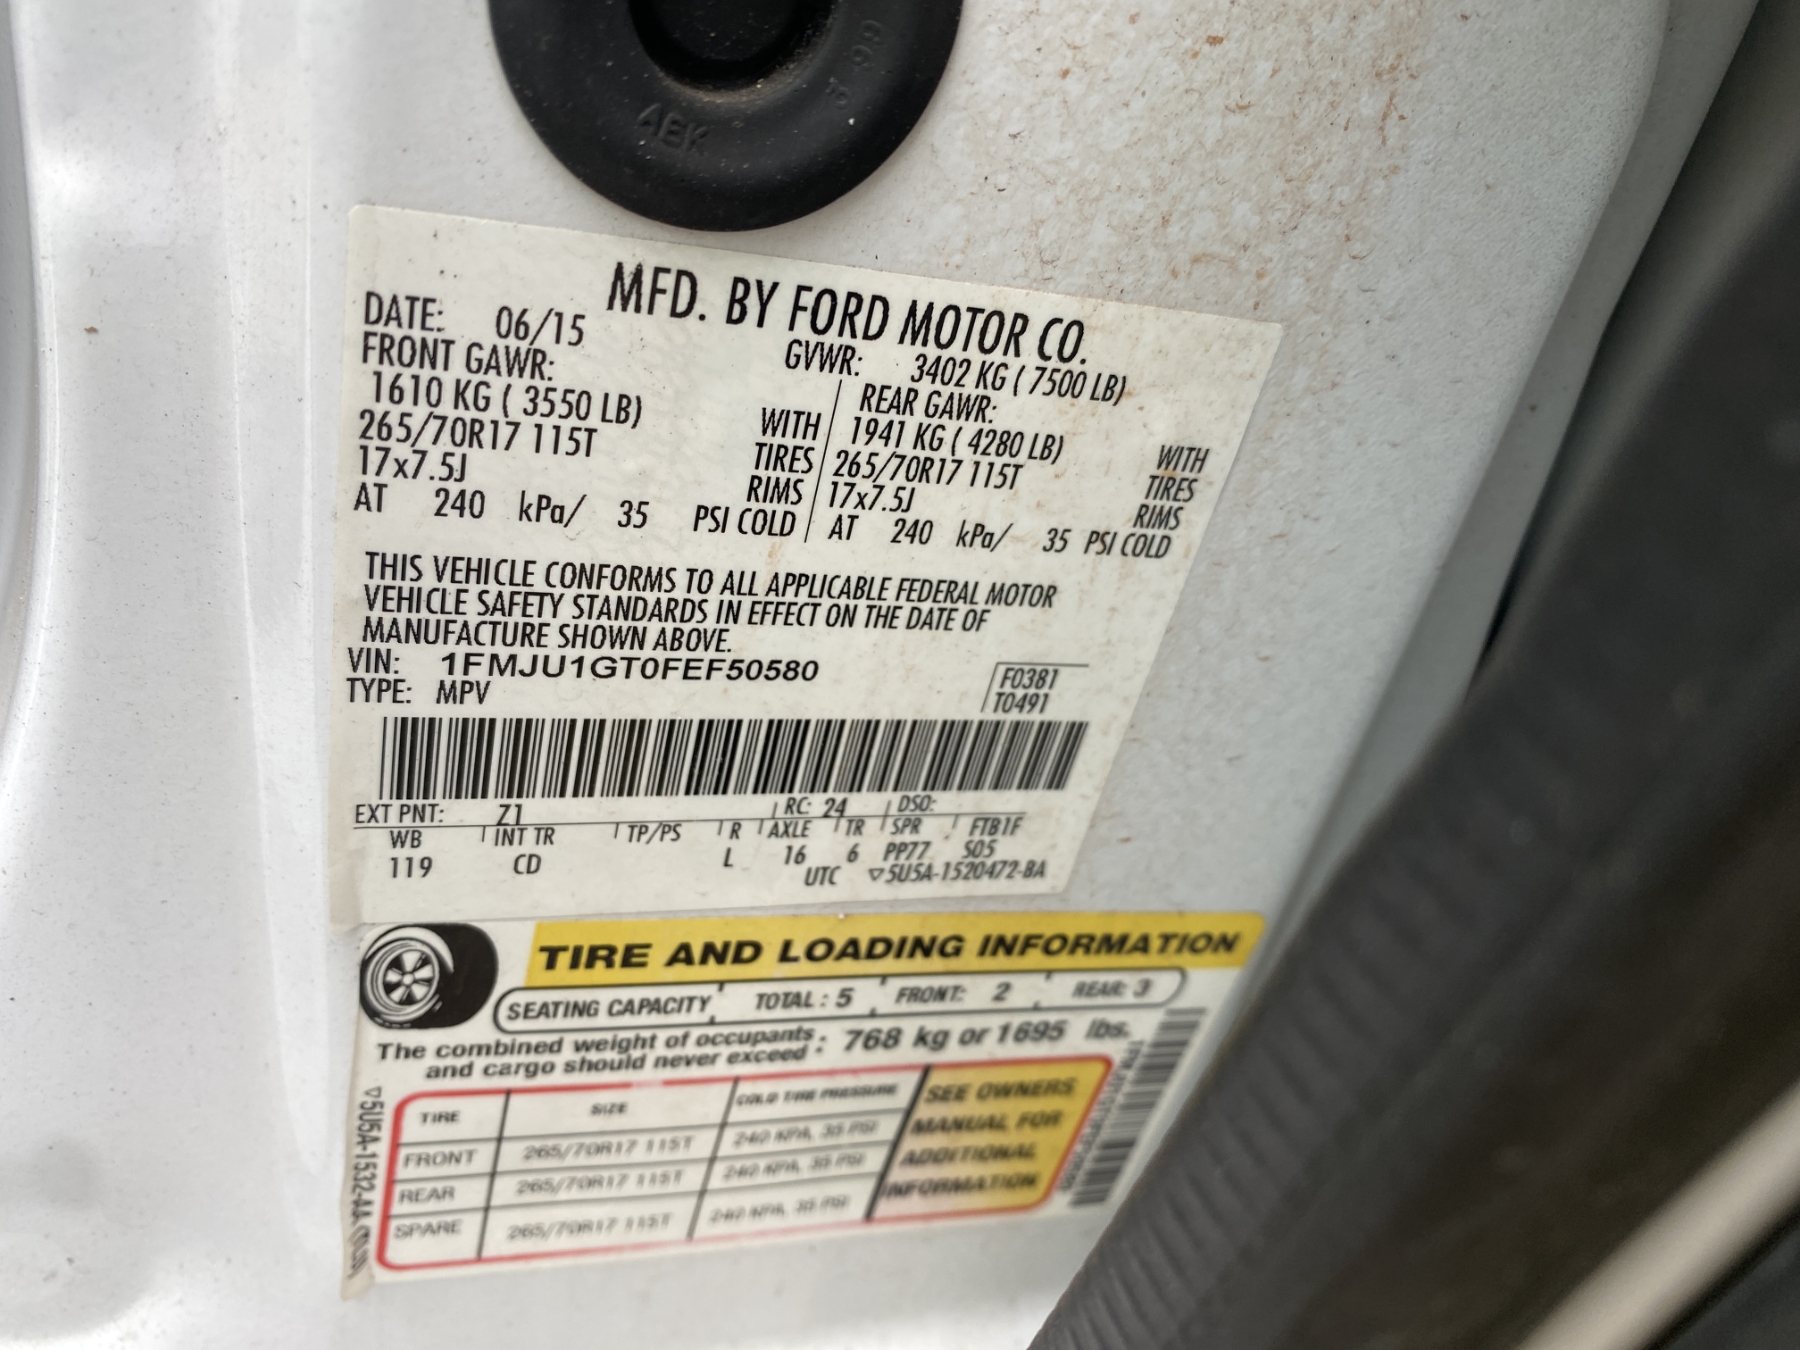 4BK
MFD. BY FORD MOTOR CO.
DATE: 06/15
GVWR: 3402 KG ( 7500 LB)
FRONT GAWR:
REAR GAWR:
1610 KG ( 3550 LB) WITH
1941 KG ( 4280 LB) WITH
265/70R17 115T TIRES
265/70R17 115T TIRES
17x7.5J RIMS
17x7.5J RIMS
AT 240 kPa/ 35 PSI COLD
AT 240 kPa/ 35 PSI COLD
THIS VEHICLE CONFORMS TO ALL APPLICABLE FEDERAL MOTOR
VEHICLE SAFETY STANDARDS IN EFFECT ON THE DATE OF
MANUFACTURE SHOWN ABOVE.
VIN: 1FMJU1GT0FEF50580
TYPE: MPV
F0381
T0491
EXT PNT: Z1 RC: 24 DSO:
WB INT TR TP/PS R AXLE TR SPR FTB1F
119 CD L 16 6 PP77 S05
UTC ▽5U5A-1520472-BA
TIRE AND LOADING INFORMATION
SEATING CAPACITY TOTAL : 5 FRONT: 2 REAR: 3
The combined weight of occupants : 768 kg or 1695 lbs.
and cargo should never exceed
TIRE SIZE COLD TIRE PRESSURE
FRONT 265/70R17 115T 240 KPA, 35 PSI
REAR 265/70R17 115T 240 KPA, 35 PSI
SPARE 265/70R17 115T 240 KPA, 35 PSI
SEE OWNERS
MANUAL FOR
ADDITIONAL
INFORMATION
▽5U5A-1532-AA